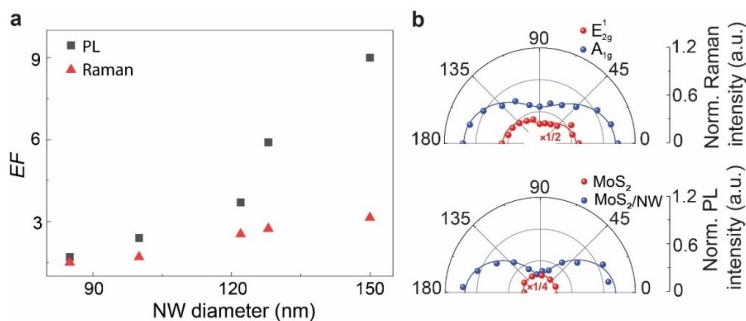 a
PL
Raman
9
6
3
EF
90
120
150
NW diameter (nm)
b
E¹₂g
A₁g
90
135
45
180
0
×1/2
1.2
0.6
0
Norm. Raman
intensity (a.u.)
MoS₂
MoS₂/NW
90
135
45
180
0
×1/4
1.2
0.6
0
Norm. PL
intensity (a.u.)